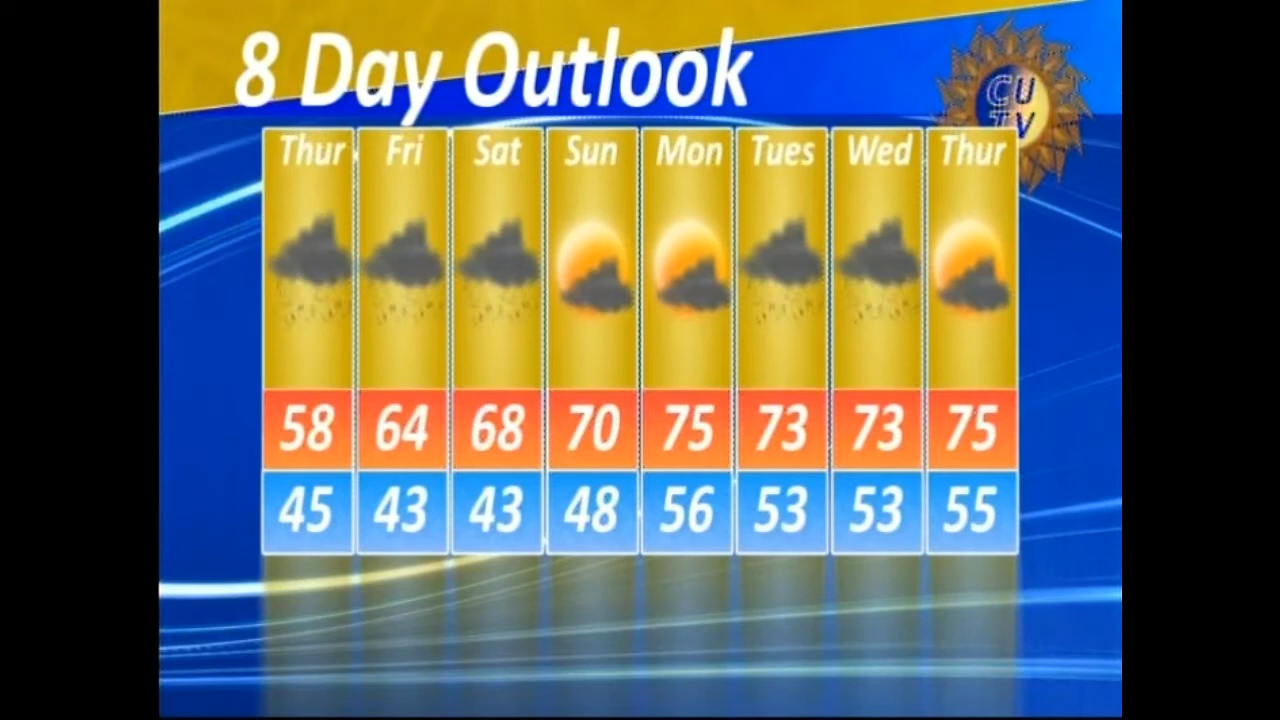 8 Day Outlook
CU
TV
Thur Fri Sat Sun Mon Tues Wed Thur
58 64 68 70 75 73 73 75
45 43 43 48 56 53 53 55